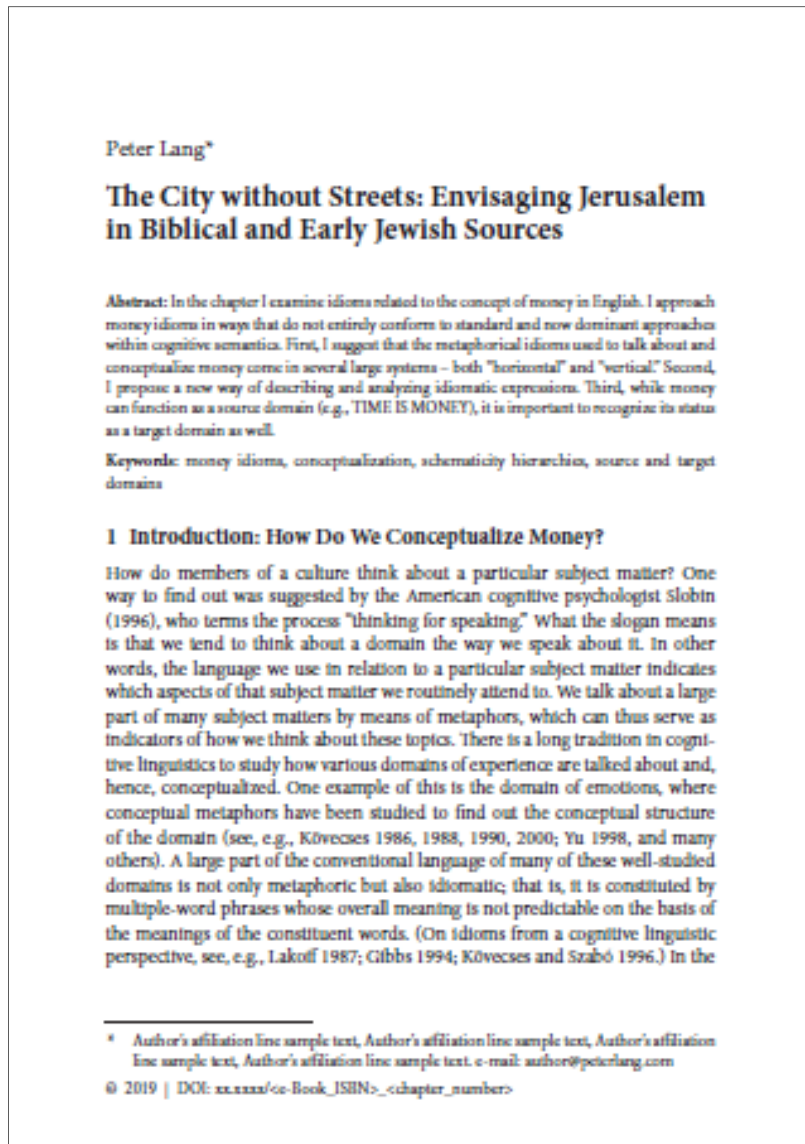 Peter Lang*
The City without Streets: Envisaging Jerusalem
in Biblical and Early Jewish Sources
Abstract: In the chapter I examine idioms related to the concept of money in English. I approach
money idioms in ways that do not entirely conform to standard and now dominant approaches
within cognitive semantics. First, I suggest that the metaphorical idioms used to talk about and
conceptualize money come in several large systems – both "horizontal" and "vertical." Second,
I propose a new way of describing and analyzing idiomatic expressions. Third, while money
can function as a source domain (e.g., TIME IS MONEY), it is important to recognize its status
as a target domain as well.
Keywords: money idioms, conceptualization, schematicity hierarchies, source and target
domains
1 Introduction: How Do We Conceptualize Money?
How do members of a culture think about a particular subject matter? One
way to find out was suggested by the American cognitive psychologist Slobin
(1996), who terms the process "thinking for speaking." What the slogan means
is that we tend to think about a domain the way we speak about it. In other
words, the language we use in relation to a particular subject matter indicates
which aspects of that subject matter we routinely attend to. We talk about a large
part of many subject matters by means of metaphors, which can thus serve as
indicators of how we think about these topics. There is a long tradition in cogni-
tive linguistics to study how various domains of experience are talked about and,
hence, conceptualized. One example of this is the domain of emotions, where
conceptual metaphors have been studied to find out the conceptual structure
of the domain (see, e.g., Kövecses 1986, 1988, 1990, 2000; Yu 1998, and many
others). A large part of the conventional language of many of these well-studied
domains is not only metaphoric but also idiomatic; that is, it is constituted by
multiple-word phrases whose overall meaning is not predictable on the basis of
the meanings of the constituent words. (On idioms from a cognitive linguistic
perspective, see, e.g., Lakoff 1987; Gibbs 1994; Kövecses and Szabó 1996.) In the
* Author's affiliation line sample text, Author's affiliation line sample text, Author's affiliation
line sample text, Author's affiliation line sample text. e-mail: author@peterlang.com
© 2019 | DOI: xx.xxxx/<e-Book_ISBN>_<chapter_number>